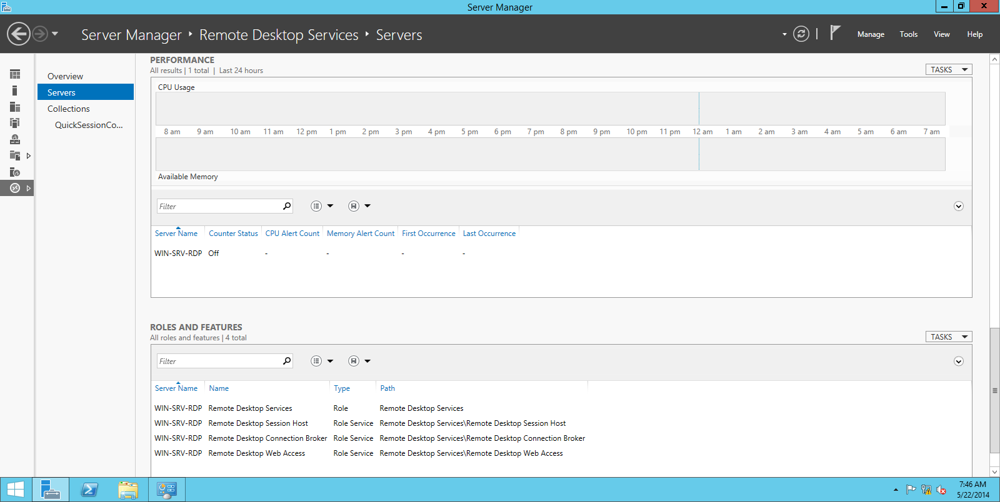 Server Manager
Server Manager ‣ Remote Desktop Services ‣ Servers
Manage Tools View Help
Overview
Servers
Collections
QuickSessionCo...
PERFORMANCE
All results | 1 total | Last 24 hours
TASKS
CPU Usage
8 am 9 am 10 am 11 am 12 pm 1 pm 2 pm 3 pm 4 pm 5 pm 6 pm 7 pm 8 pm 9 pm 10 pm 11 pm 12 am 1 am 2 am 3 am 4 am 5 am 6 am 7 am
Available Memory
Filter
Server Name Counter Status CPU Alert Count Memory Alert Count First Occurrence Last Occurrence
WIN-SRV-RDP Off - - - -
ROLES AND FEATURES
All roles and features | 4 total
TASKS
Filter
Server Name Name Type Path
WIN-SRV-RDP Remote Desktop Services Role Remote Desktop Services
WIN-SRV-RDP Remote Desktop Session Host Role Service Remote Desktop Services\Remote Desktop Session Host
WIN-SRV-RDP Remote Desktop Connection Broker Role Service Remote Desktop Services\Remote Desktop Connection Broker
WIN-SRV-RDP Remote Desktop Web Access Role Service Remote Desktop Services\Remote Desktop Web Access
7:46 AM
5/22/2014